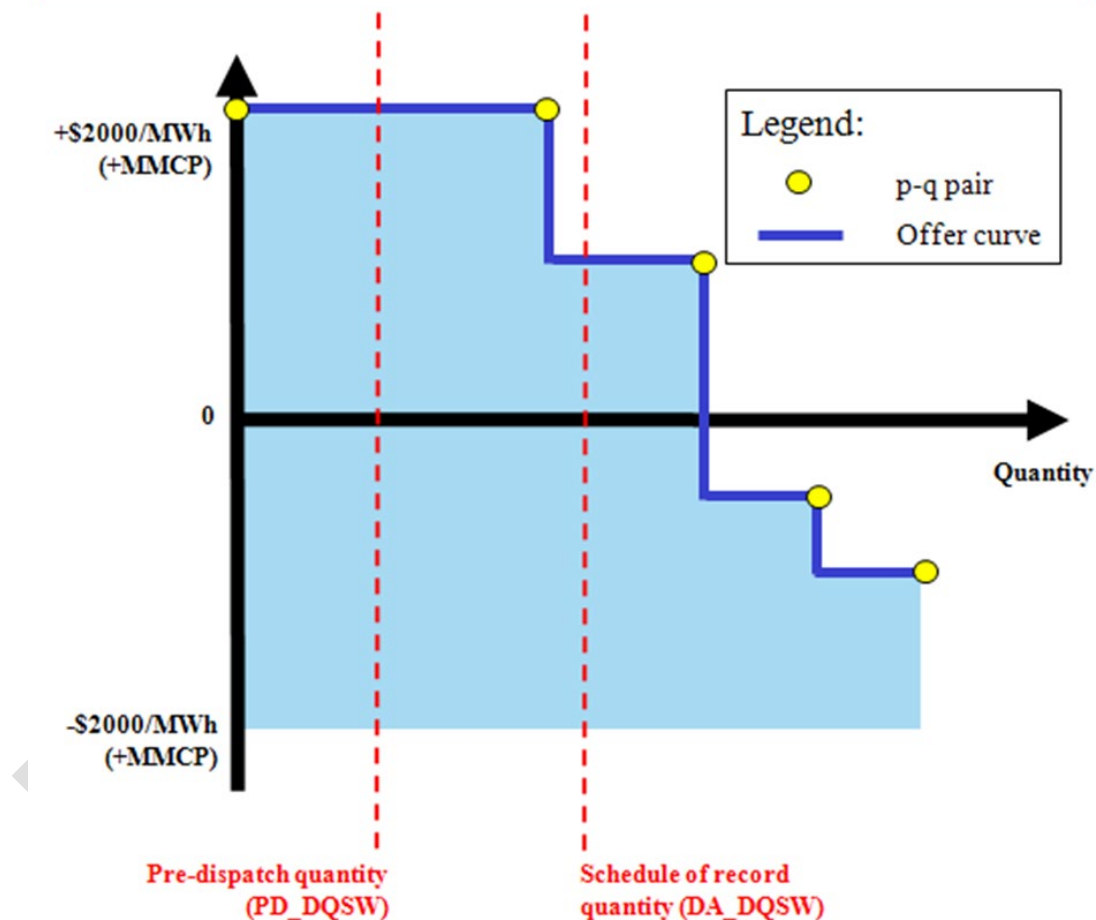 +$2000/MWh
(+MMCP)
Legend:
p-q pair
Offer curve
0
Quantity
-$2000/MWh
(+MMCP)
Pre-dispatch quantity
(PD_DQSW)
Schedule of record
quantity (DA_DQSW)